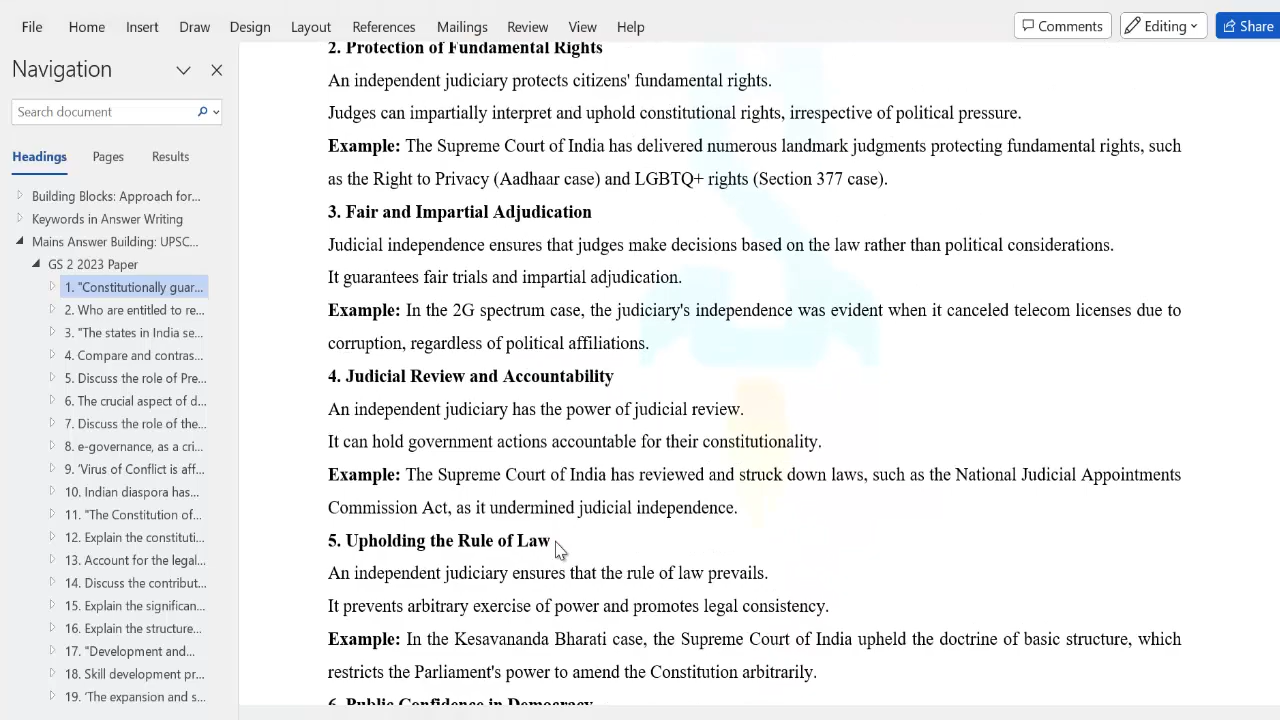 File Home Insert Draw Design Layout References Mailings Review View Help Comments Editing Share
Navigation
Search document
Headings Pages Results
Building Blocks: Approach for...
Keywords in Answer Writing
Mains Answer Building: UPSC...
GS 2 2023 Paper
1. "Constitutionally guar...
2. Who are entitled to re...
3. "The states in India se...
4. Compare and contras...
5. Discuss the role of Pre...
6. The crucial aspect of d...
7. Discuss the role of the...
8. e-governance, as a cri...
9. ‘Virus of Conflict is aff...
10. Indian diaspora has...
11. "The Constitution of...
12. Explain the constituti...
13. Account for the legal...
14. Discuss the contribut...
15. Explain the significan...
16. Explain the structure...
17. "Development and...
18. Skill development pr...
19. ‘The expansion and s...
2. Protection of Fundamental Rights
An independent judiciary protects citizens' fundamental rights.
Judges can impartially interpret and uphold constitutional rights, irrespective of political pressure.
Example: The Supreme Court of India has delivered numerous landmark judgments protecting fundamental rights, such
as the Right to Privacy (Aadhaar case) and LGBTQ+ rights (Section 377 case).
3. Fair and Impartial Adjudication
Judicial independence ensures that judges make decisions based on the law rather than political considerations.
It guarantees fair trials and impartial adjudication.
Example: In the 2G spectrum case, the judiciary's independence was evident when it canceled telecom licenses due to
corruption, regardless of political affiliations.
4. Judicial Review and Accountability
An independent judiciary has the power of judicial review.
It can hold government actions accountable for their constitutionality.
Example: The Supreme Court of India has reviewed and struck down laws, such as the National Judicial Appointments
Commission Act, as it undermined judicial independence.
5. Upholding the Rule of Law
An independent judiciary ensures that the rule of law prevails.
It prevents arbitrary exercise of power and promotes legal consistency.
Example: In the Kesavananda Bharati case, the Supreme Court of India upheld the doctrine of basic structure, which
restricts the Parliament's power to amend the Constitution arbitrarily.
6. Public Confidence in Democracy